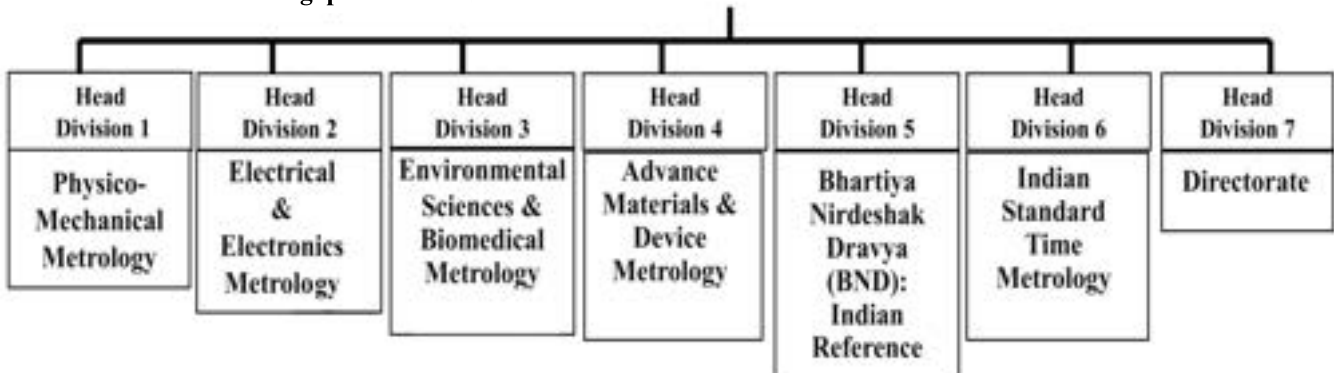 Head
Division 1
Physico-
Mechanical
Metrology
Head
Division 2
Electrical
&
Electronics
Metrology
Head
Division 3
Environmental
Sciences &
Biomedical
Metrology
Head
Division 4
Advance
Materials &
Device
Metrology
Head
Division 5
Bhartiya
Nirdeshak
Dravya
(BND):
Indian
Reference
Head
Division 6
Indian
Standard
Time
Metrology
Head
Division 7
Directorate